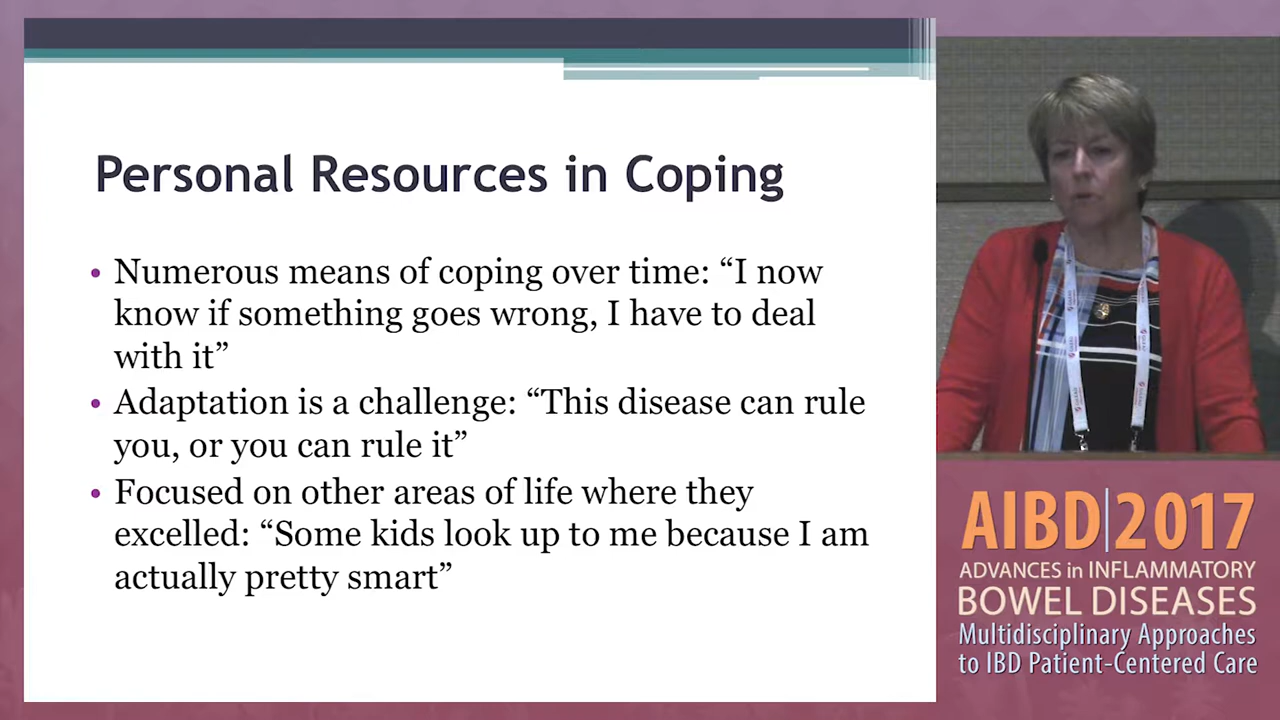 Personal Resources in Coping
• Numerous means of coping over time: “I now
know if something goes wrong, I have to deal
with it”
• Adaptation is a challenge: “This disease can rule
you, or you can rule it”
• Focused on other areas of life where they
excelled: “Some kids look up to me because I am
actually pretty smart”
AIBD|2017
ADVANCES in INFLAMMATORY
BOWEL DISEASES
Multidisciplinary Approaches
to IBD Patient-Centered Care